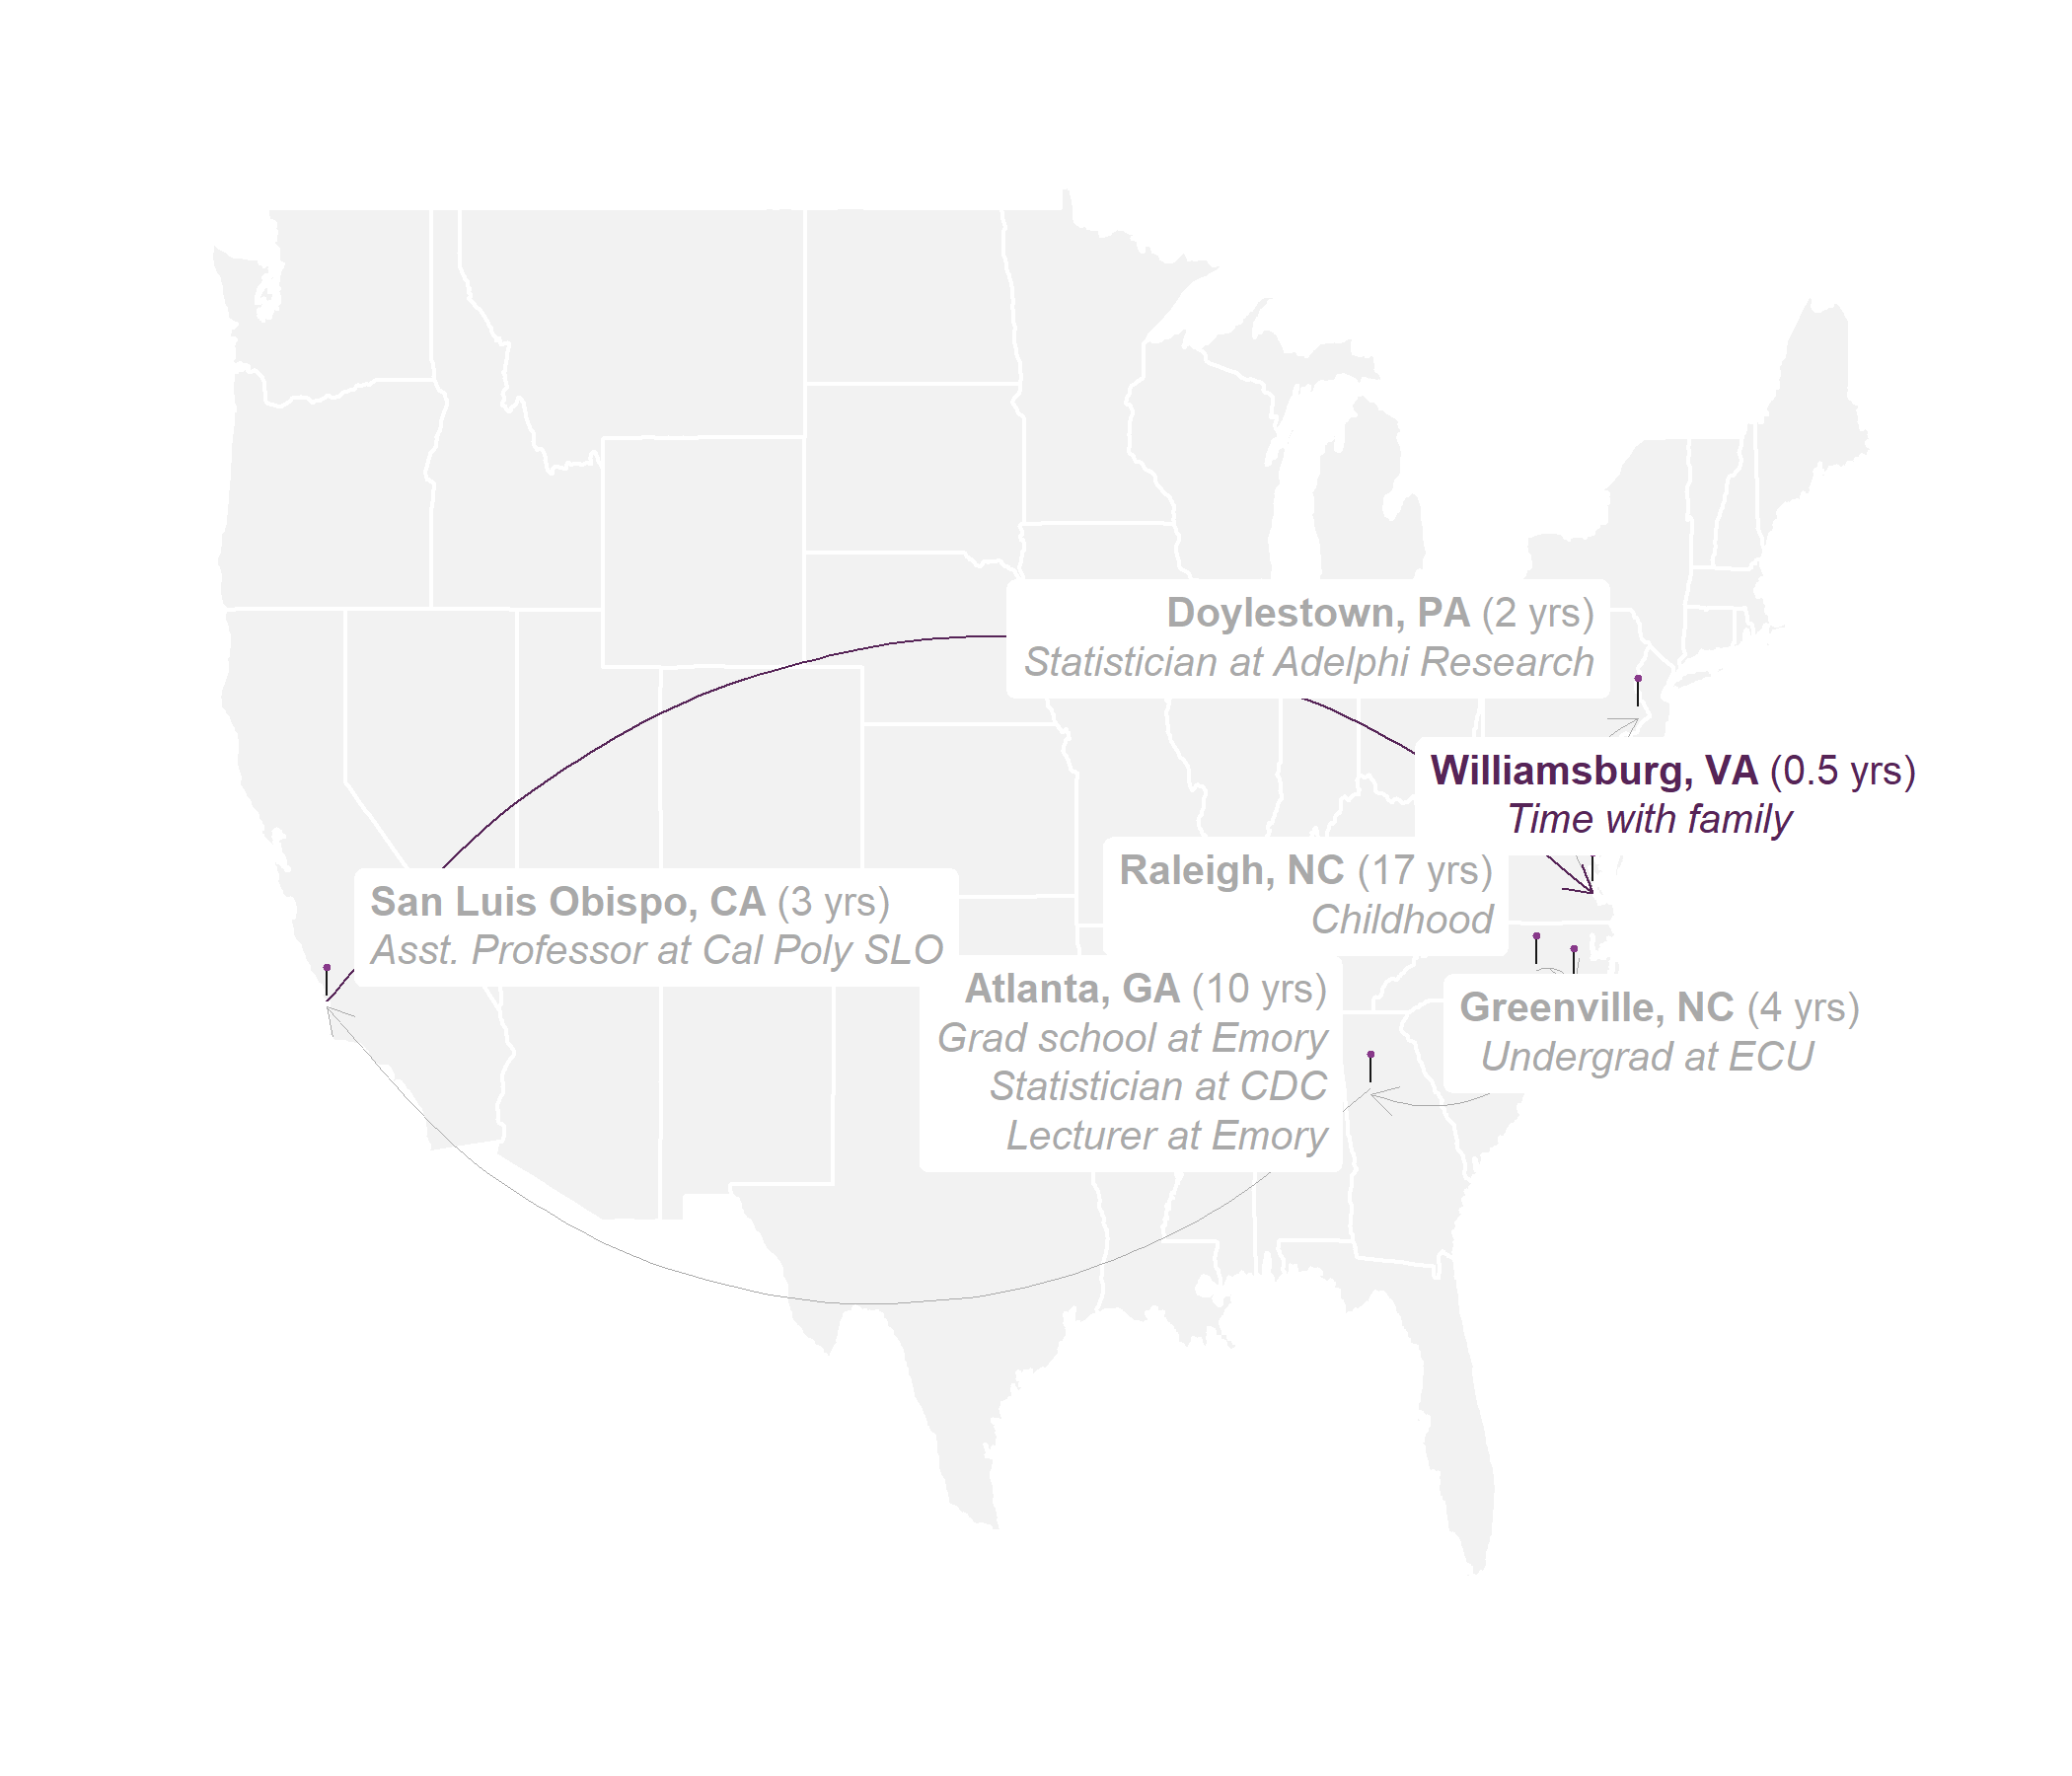 Doylestown, PA (2 yrs)
Statistician at Adelphi Research
Williamsburg, VA (0.5 yrs)
Time with family
Raleigh, NC (17 yrs)
Childhood
San Luis Obispo, CA (3 yrs)
Asst. Professor at Cal Poly SLO
Atlanta, GA (10 yrs)
Grad school at Emory
Statistician at CDC
Lecturer at Emory
Greenville, NC (4 yrs)
Undergrad at ECU